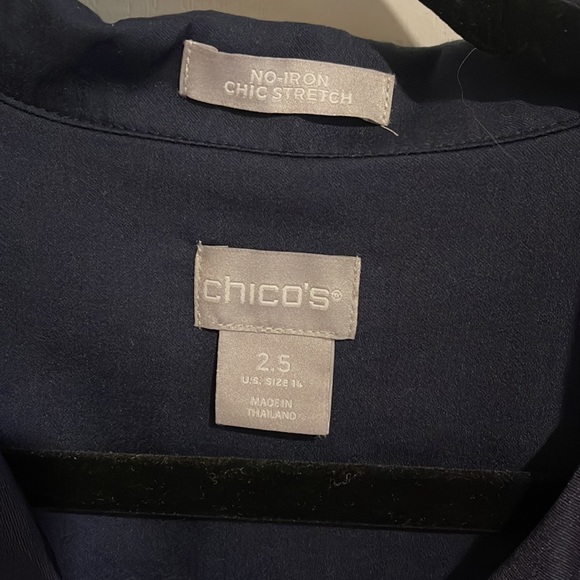 NO-IRON
CHIC STRETCH
chico's®
2.5
U.S. SIZE 14
MADE IN
THAILAND